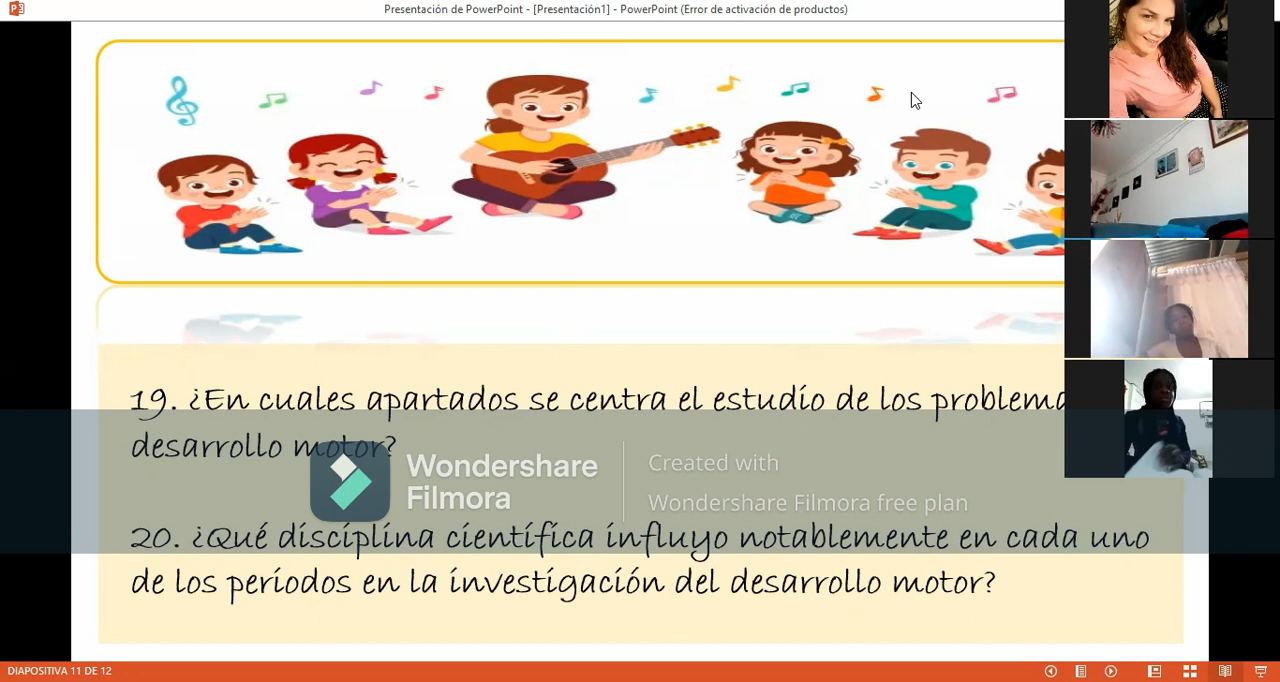 Presentación de PowerPoint - [Presentación1] - PowerPoint (Error de activación de productos)
19. ¿En cuales apartados se centra el estudio de los problema
desarrollo motor?
Wondershare
Filmora
Created with
Wondershare Filmora free plan
20. ¿Qué disciplina científica influyo notablemente en cada uno
de los períodos en la investigación del desarrollo motor?
DIAPOSITIVA 11 DE 12